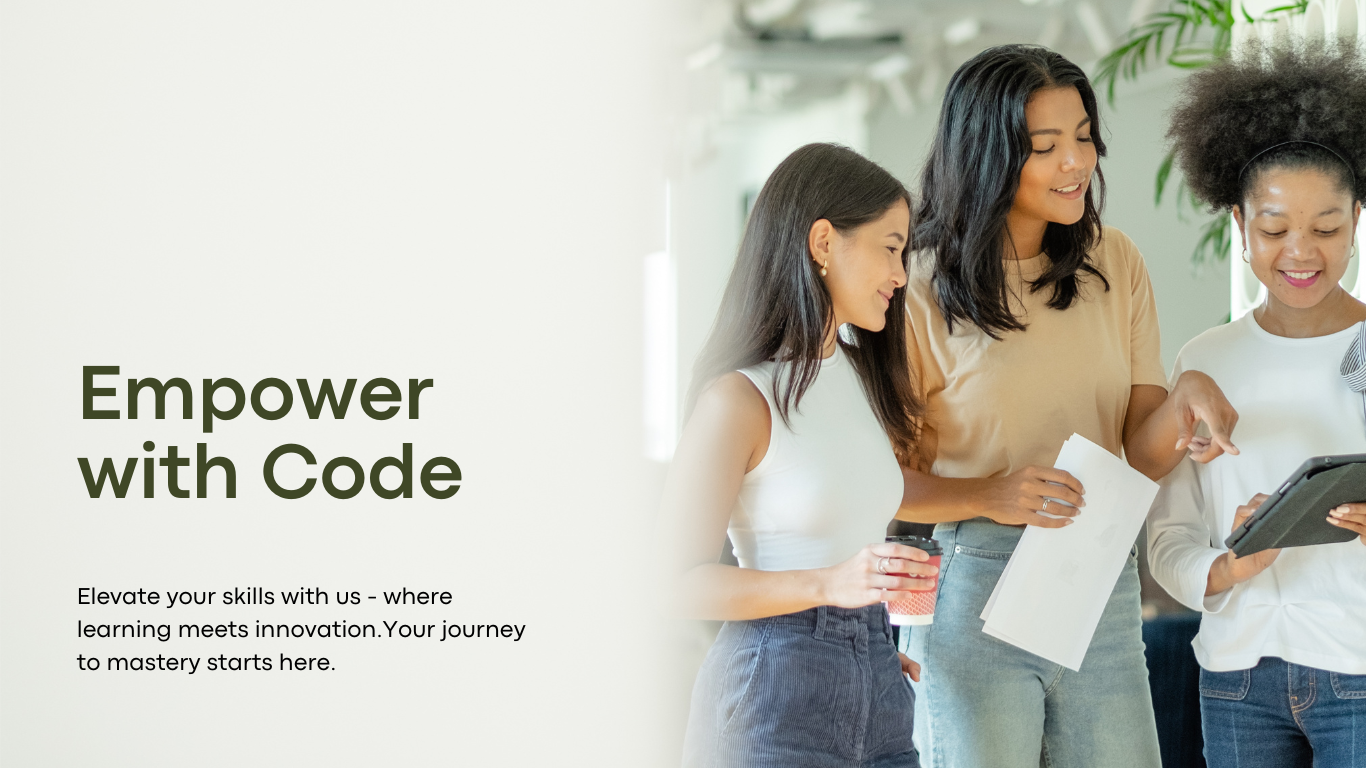 Empower
with Code
Elevate your skills with us - where
learning meets innovation.Your journey
to mastery starts here.